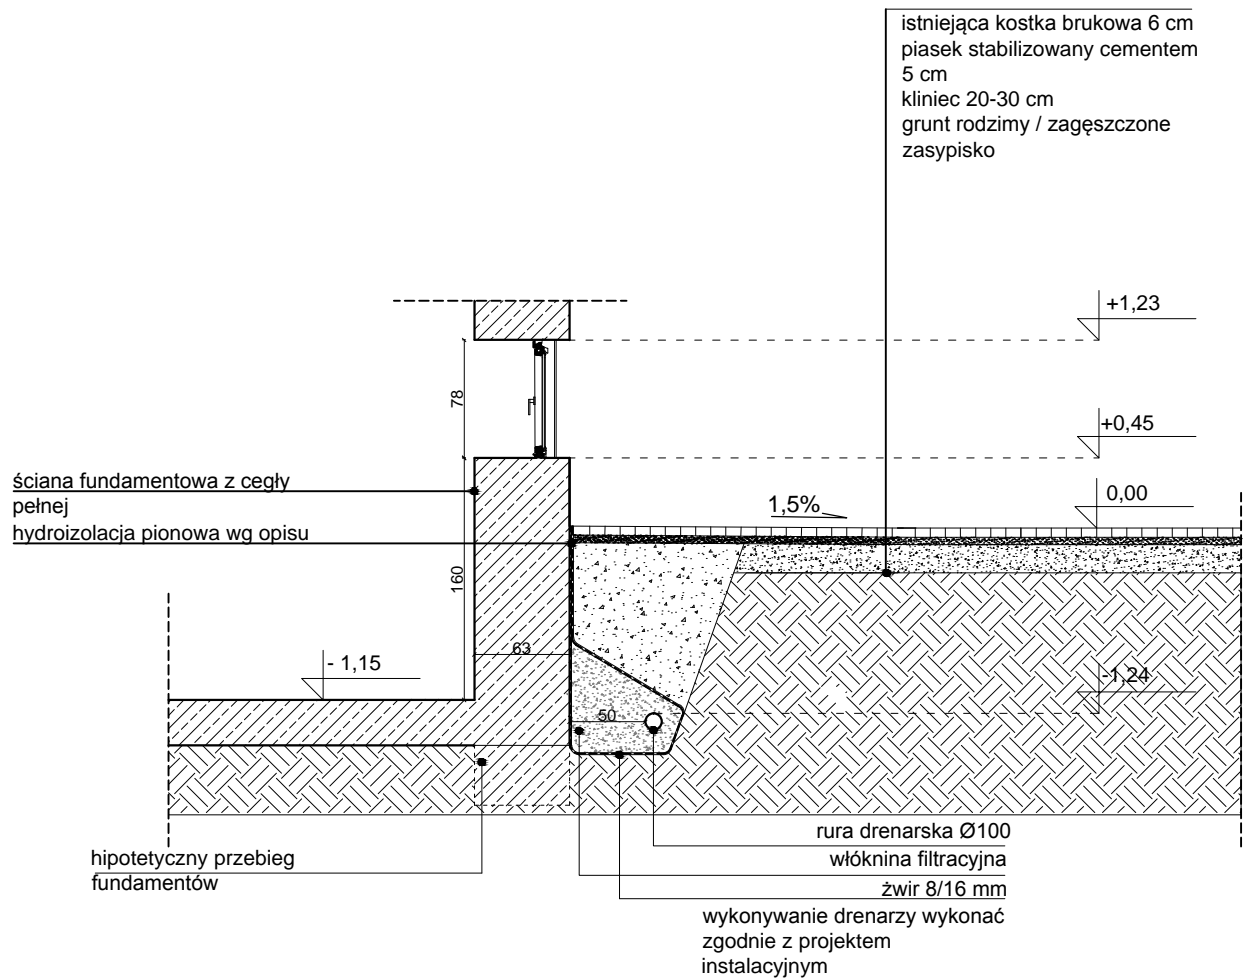 istniejąca kostka brukowa 6 cm
piasek stabilizowany cementem
5 cm
kliniec 20-30 cm
grunt rodzimy / zagęszczone
zasypisko
+1,23
78
+0,45
ściana fundamentowa z cegły
pełnej
hydroizolacja pionowa wg opisu
1,5%
0,00
160
63
- 1,15
-1,24
50
rura drenarska Ø100
włóknina filtracyjna
żwir 8/16 mm
hipotetyczny przebieg
fundamentów
wykonywanie drenarzy wykonać
zgodnie z projektem
instalacyjnym